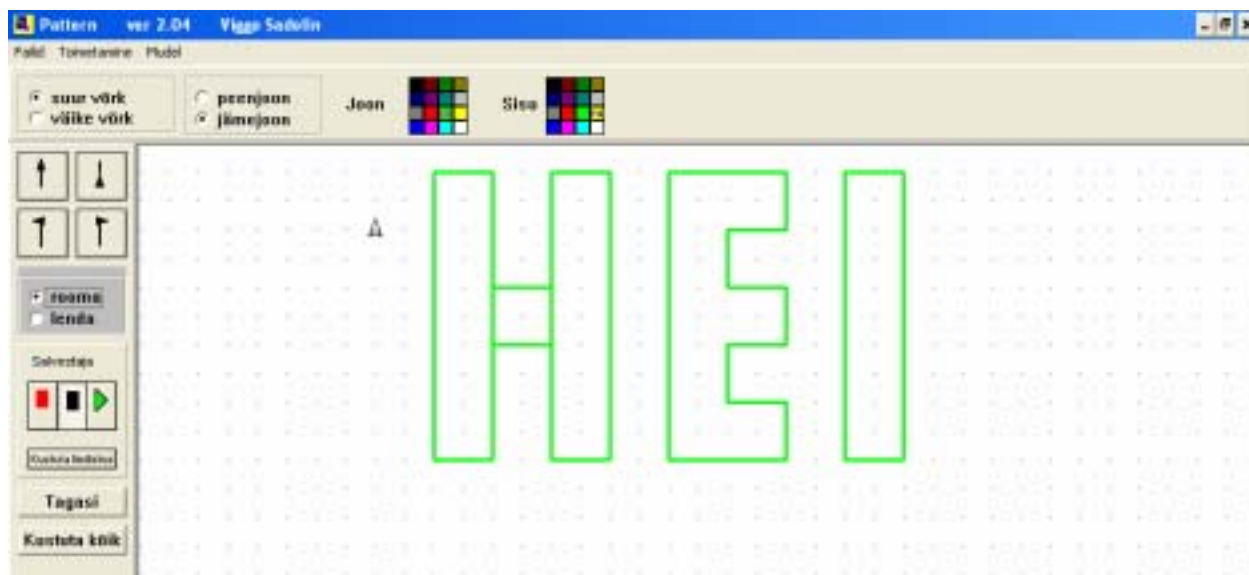 Pattern ver 2.04 Viggo Sadolin
Failid Toimetamine Mudel
suur võrk
väike võrk
peenjoon
jämejoon
Joon
Sisu
HEI
rooma
lenda
Salvestaja
Tagasi
Kustuta kõik